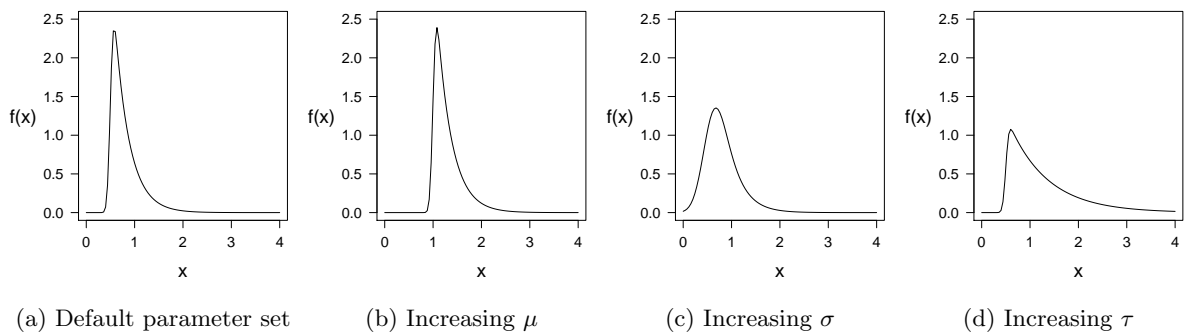 2.5 2.5 2.5 2.5
2.0 2.0 2.0 2.0
1.5 1.5 1.5 1.5
f(x) f(x) f(x) f(x)
1.0 1.0 1.0 1.0
0.5 0.5 0.5 0.5
0.0 0.0 0.0 0.0
0 1 2 3 4 0 1 2 3 4 0 1 2 3 4 0 1 2 3 4
x x x x
(a) Default parameter set (b) Increasing μ (c) Increasing σ (d) Increasing τ